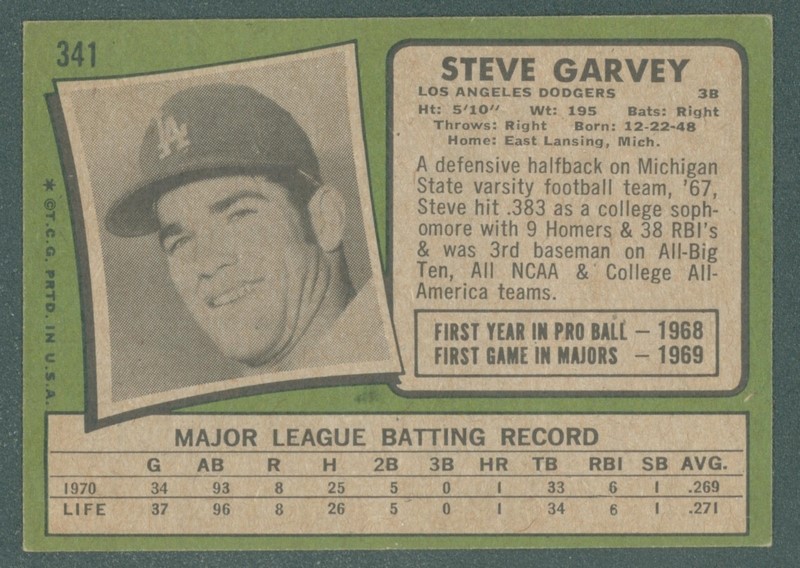 341
LA
* ©T.C.G. PRTD. IN U.S.A.
STEVE GARVEY
LOS ANGELES DODGERS 3B
Ht: 5'10" Wt: 195 Bats: Right
Throws: Right Born: 12-22-48
Home: East Lansing, Mich.
A defensive halfback on Michigan
State varsity football team, '67,
Steve hit .383 as a college soph-
omore with 9 Homers & 38 RBI's
& was 3rd baseman on All-Big
Ten, All NCAA & College All-
America teams.
FIRST YEAR IN PRO BALL — 1968
FIRST GAME IN MAJORS — 1969
MAJOR LEAGUE BATTING RECORD
G AB R H 2B 3B HR TB RBI SB AVG.
1970 34 93 8 25 5 0 1 33 6 1 .269
LIFE 37 96 8 26 5 0 1 34 6 1 .271